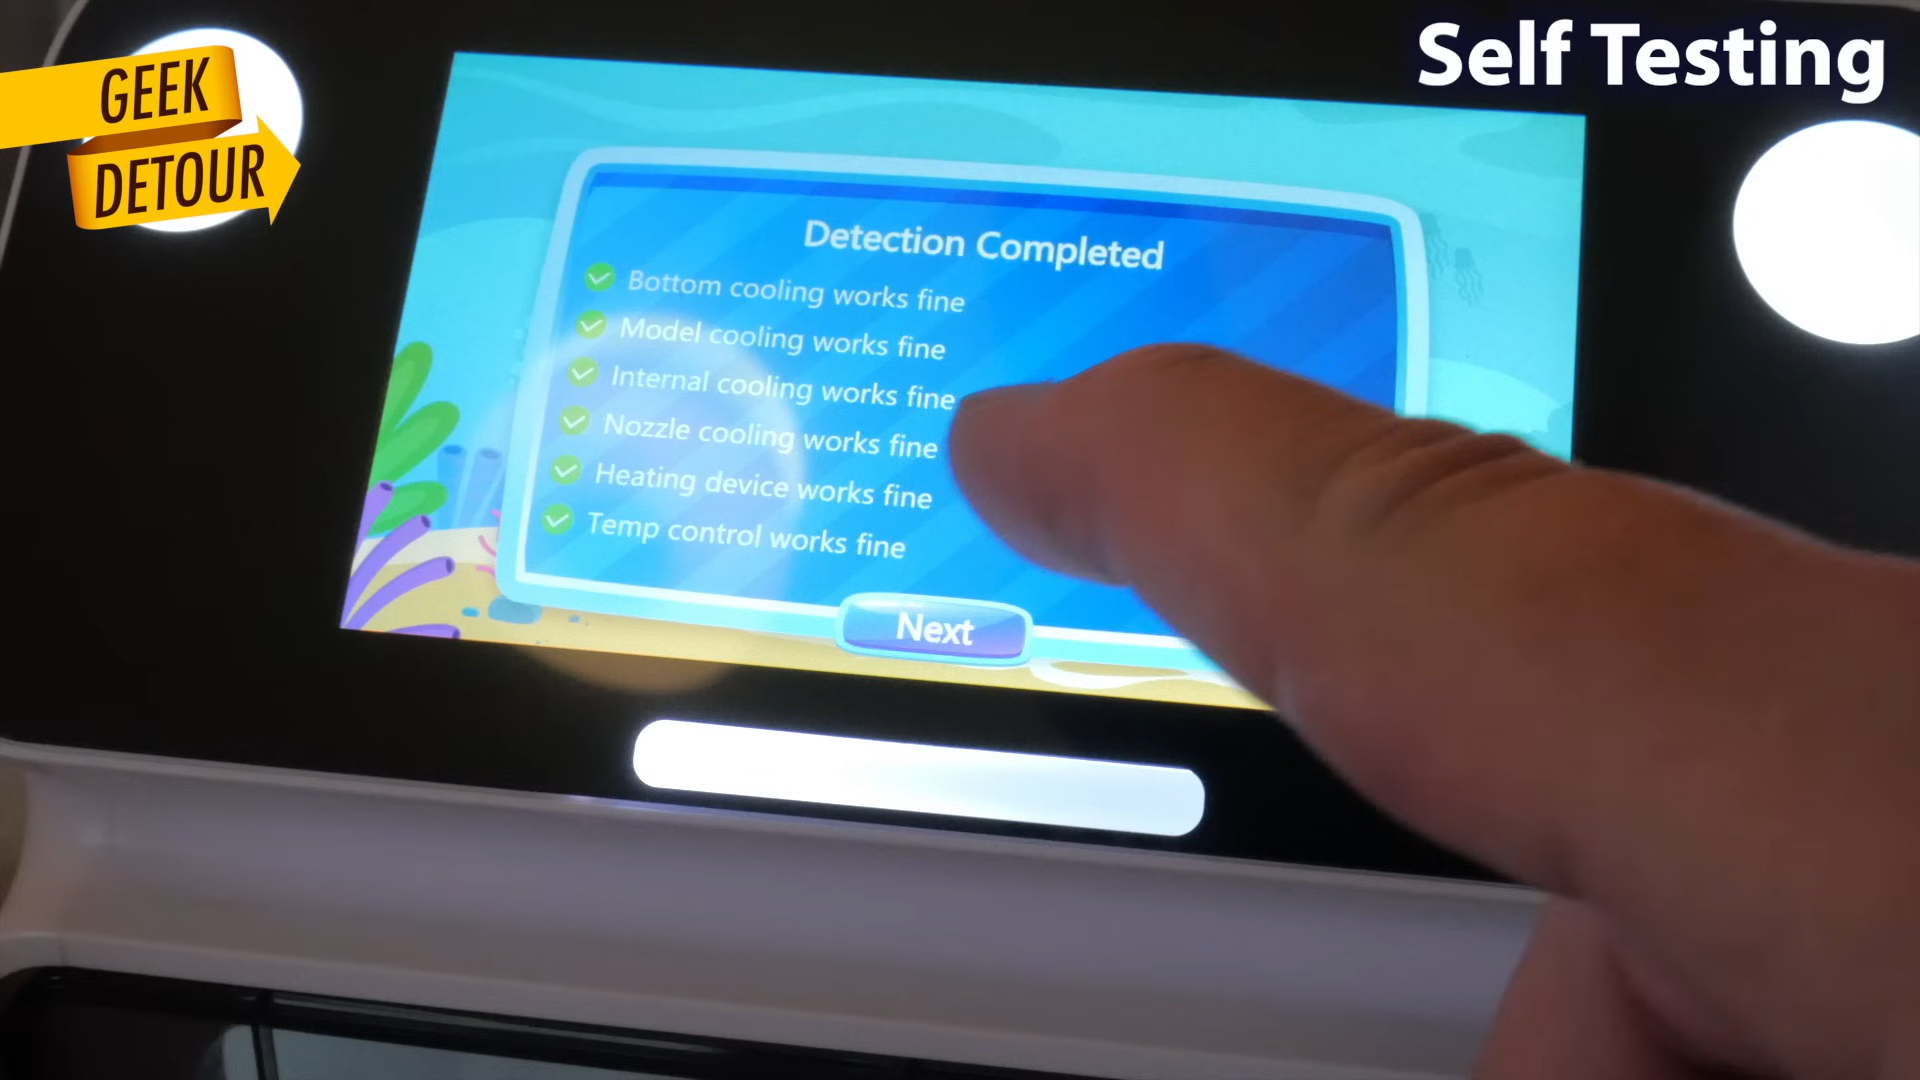 GEEK
DETOUR
Self Testing
Detection Completed
Bottom cooling works fine
Model cooling works fine
Internal cooling works fine
Nozzle cooling works fine
Heating device works fine
Temp control works fine
Next